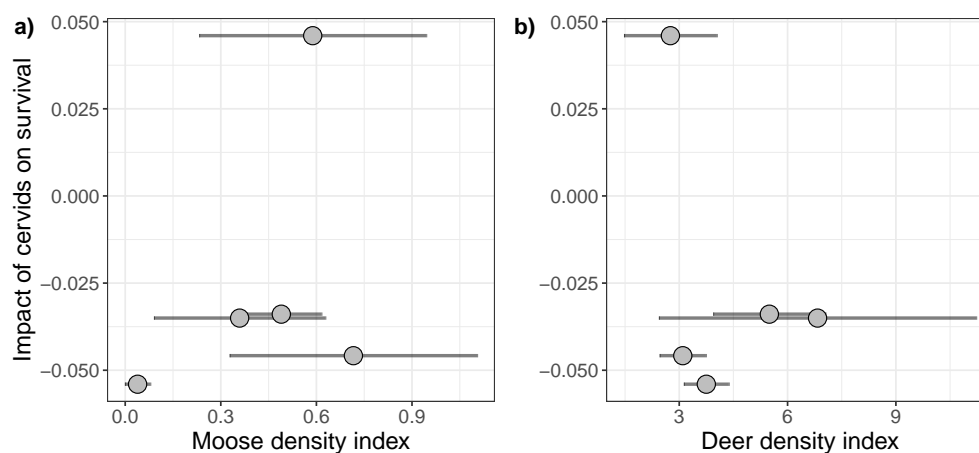 a)
b)
Impact of cervids on survival
0.050
0.025
0.000
−0.025
−0.050
0.0 0.3 0.6 0.9
Moose density index
0.050
0.025
0.000
−0.025
−0.050
3 6 9
Deer density index